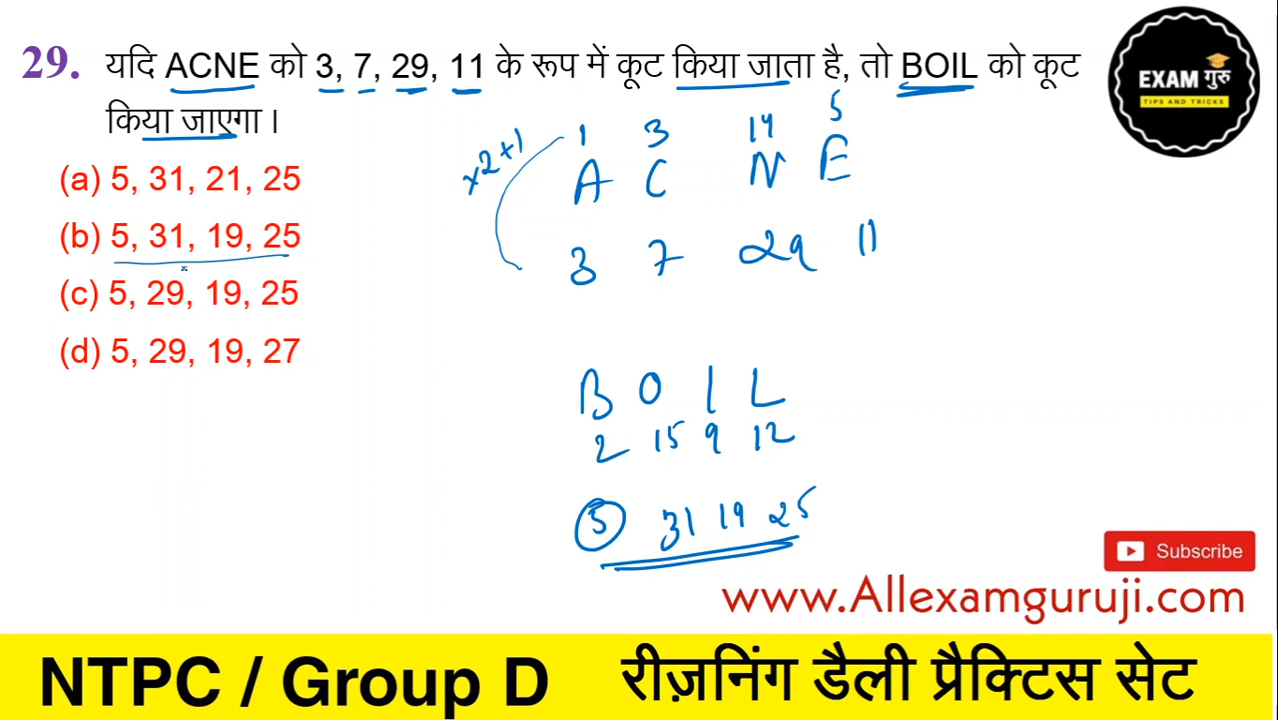 29. यदि ACNE को 3, 7, 29, 11 के रूप में कूट किया जाता है, तो BOIL को कूट
किया जाएगा ।
EXAM गुरु
TIPS AND TRICKS
(a) 5, 31, 21, 25
(b) 5, 31, 19, 25
(c) 5, 29, 19, 25
(d) 5, 29, 19, 27
×2+1
1 3 14 5
A C N E
3 7 29 11
B O I L
2 15 9 12
5 31 19 25
Subscribe
www.Allexamguruji.com
NTPC / Group D रीज़निंग डैली प्रैक्टिस सेट